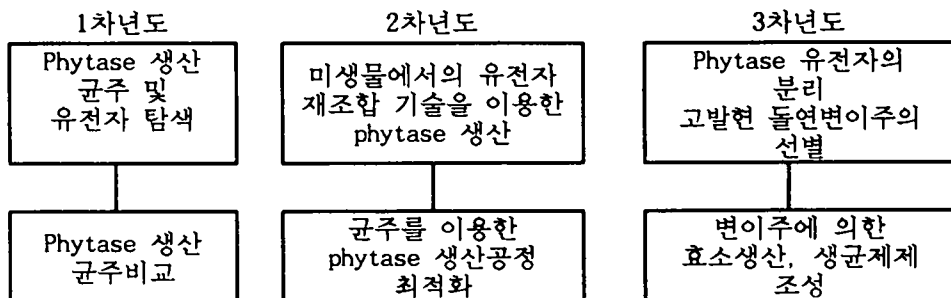 1차년도
Phytase 생산
균주 및
유전자 탐색
Phytase 생산
균주비교
2차년도
미생물에서의 유전자
재조합 기술을 이용한
phytase 생산
균주를 이용한
phytase 생산공정
최적화
3차년도
Phytase 유전자의
분리
고발현 돌연변이주의
선별
변이주에 의한
효소생산, 생균제제
조성